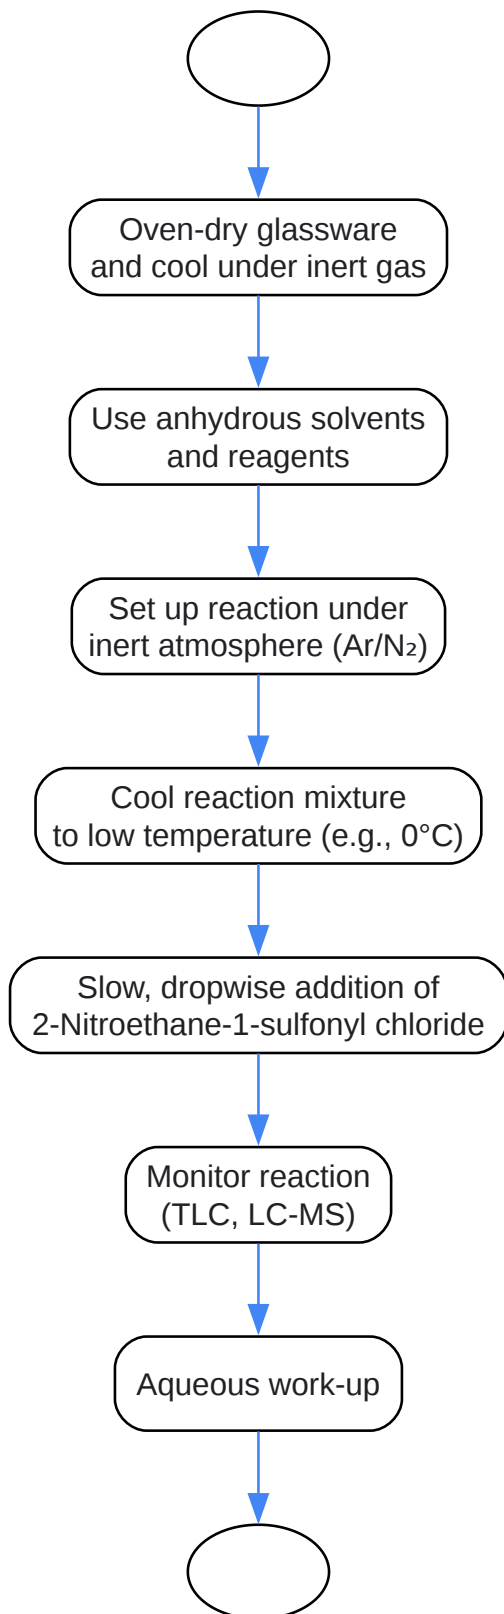 Oven-dry glassware
and cool under inert gas
Use anhydrous solvents
and reagents
Set up reaction under
inert atmosphere (Ar/N₂)
Cool reaction mixture
to low temperature (e.g., 0°C)
Slow, dropwise addition of
2-Nitroethane-1-sulfonyl chloride
Monitor reaction
(TLC, LC-MS)
Aqueous work-up